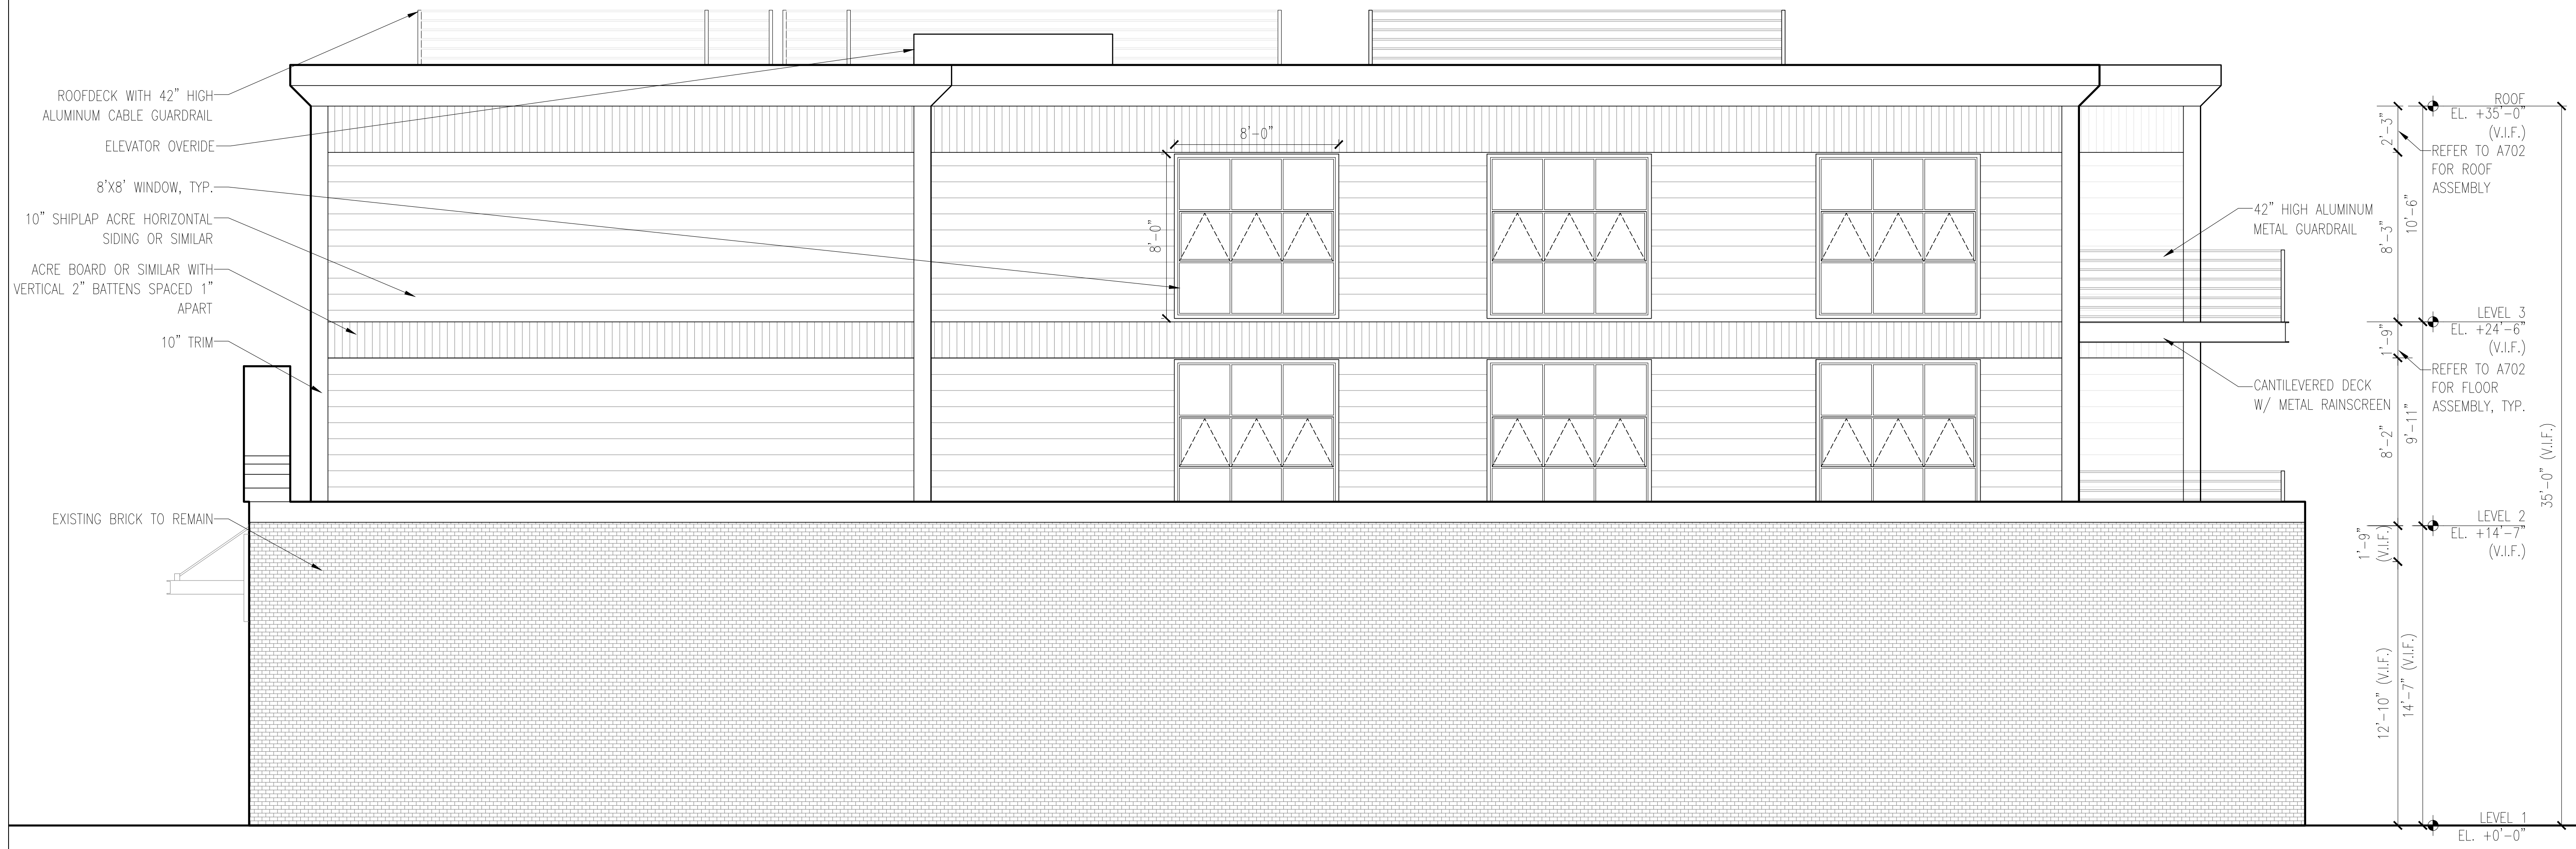 ROOFDECK WITH 42" HIGH
ALUMINUM CABLE GUARDRAIL
ELEVATOR OVERIDE
8'X8' WINDOW, TYP.
10" SHIPLAP ACRE HORIZONTAL
SIDING OR SIMILAR
ACRE BOARD OR SIMILAR WITH
VERTICAL 2" BATTENS SPACED 1"
APART
10" TRIM
EXISTING BRICK TO REMAIN
8'-0"
8'-0"
42" HIGH ALUMINUM
METAL GUARDRAIL
CANTILEVERED DECK
W/ METAL RAINSCREEN
2'-3"
8'-3"
10'-6"
1'-9"
8'-2"
9'-11"
1'-9"
(V.I.F.)
12'-10" (V.I.F.)
14'-7" (V.I.F.)
35'-0" (V.I.F.)
ROOF
EL. +35'-0"
(V.I.F.)
REFER TO A702
FOR ROOF
ASSEMBLY
LEVEL 3
EL. +24'-6"
(V.I.F.)
REFER TO A702
FOR FLOOR
ASSEMBLY, TYP.
LEVEL 2
EL. +14'-7"
(V.I.F.)
LEVEL 1
EL. +0'-0"